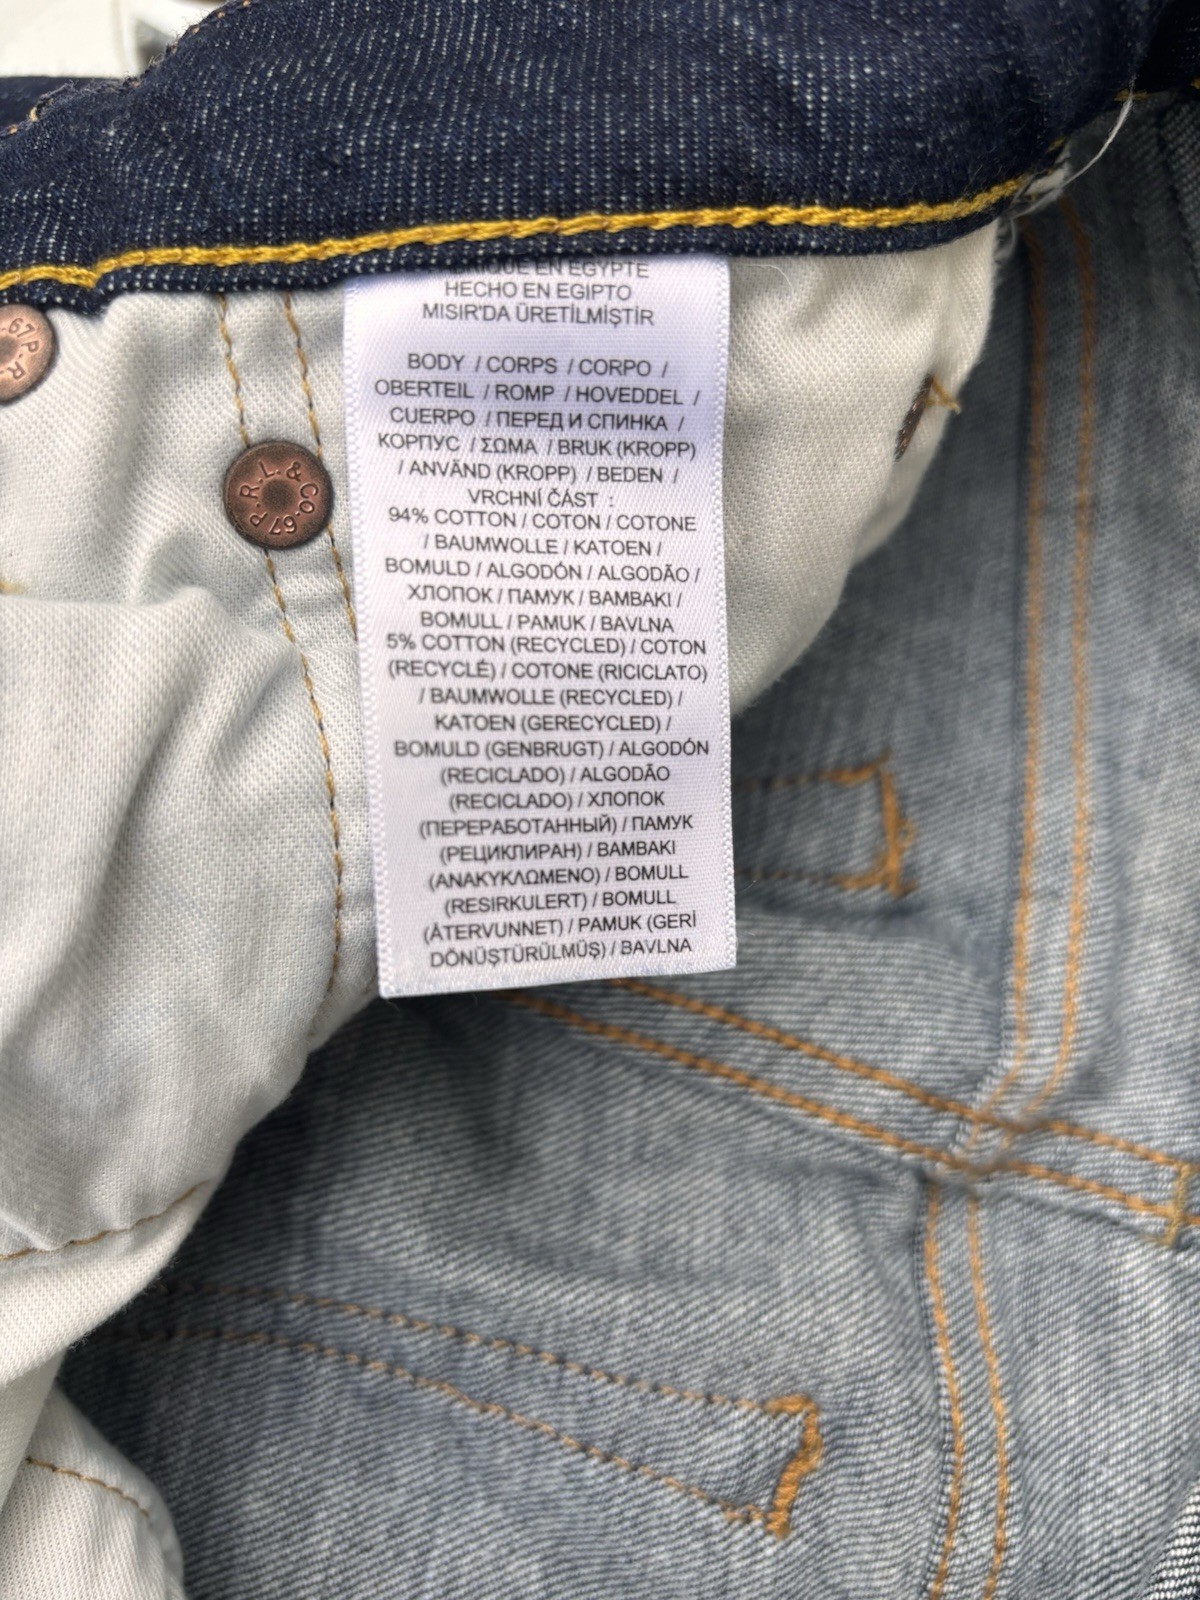 EN EGYPTE
HECHO EN EGIPTO
MISIR'DA ÜRETİLMİŞTİR
BODY / CORPS / CORPO /
OBERTEIL / ROMP / HOVEDDEL /
CUERPO / ПЕРЕД И СПИНКА /
КОРПУС / ΣΩΜΑ / BRUK (KROPP)
/ ANVÄND (KROPP) / BEDEN /
VRCHNÍ ČÁST :
94% COTTON / COTON / COTONE
/ BAUMWOLLE / KATOEN /
BOMULD / ALGODÓN / ALGODÃO /
ХЛОПОК / ПАМУК / BAMBAKI /
BOMULL / PAMUK / BAVLNA
5% COTTON (RECYCLED) / COTON
(RECYCLÉ) / COTONE (RICICLATO)
/ BAUMWOLLE (RECYCLED) /
KATOEN (GERECYCLED) /
BOMULD (GENBRUGT) / ALGODÓN
(RECICLADO) / ALGODÃO
(RECICLADO) / ХЛОПОК
(ПЕРЕРАБОТАННЫЙ) / ПАМУК
(РЕЦИКЛИРАН) / BAMBAKI
(ΑΝΑΚΥΚΛΩΜΕΝΟ) / BOMULL
(RESIRKULERT) / BOMULL
(ÅTERVUNNET) / PAMUK (GERİ
DÖNÜŞTÜRÜLMÜŞ) / BAVLNA
P.R.L. & CO. 67
67 P.R.